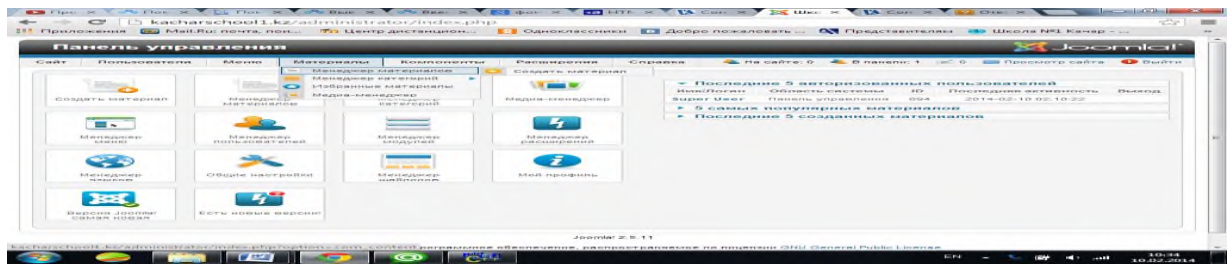 kacharschool1.kz/administrator/index.php
Приложения Mail.Ru: почта, пои... Центр дистанцион... Одноклассники Добро пожаловать ... Представителям Школа №1 Качар - ...
Панель управления
Joomla!
Сайт Пользователи Меню Материалы Компоненты Расширения Справка На сайте: 0 В панели: 1 0 Просмотр сайта Выйти
Менеджер материалов
Создать материал
Менеджер категорий
Избранные материалы
Медиа-менеджер
Создать материал
Менеджер материалов
категорий
Медиа-менеджер
Менеджер меню
Менеджер пользователей
Менеджер модулей
Менеджер расширений
Менеджер языков
Общие настройки
Менеджер шаблонов
Мой профиль
Версия Joomla! самая новая
Есть новые версии!
Последние 5 авторизованных пользователей
Имя/Логин Область системы ID Последняя активность Выход
Super User Панель управления 894 2014-02-10 02:10:22
5 самых популярных материалов
Последние 5 созданных материалов
Joomla! 2.5.11
kacharschool1.kz/administrator/index.php?option=com_content
программное обеспечение, распространяемое по лицензии GNU General Public License
EN
10:34
10.02.2014